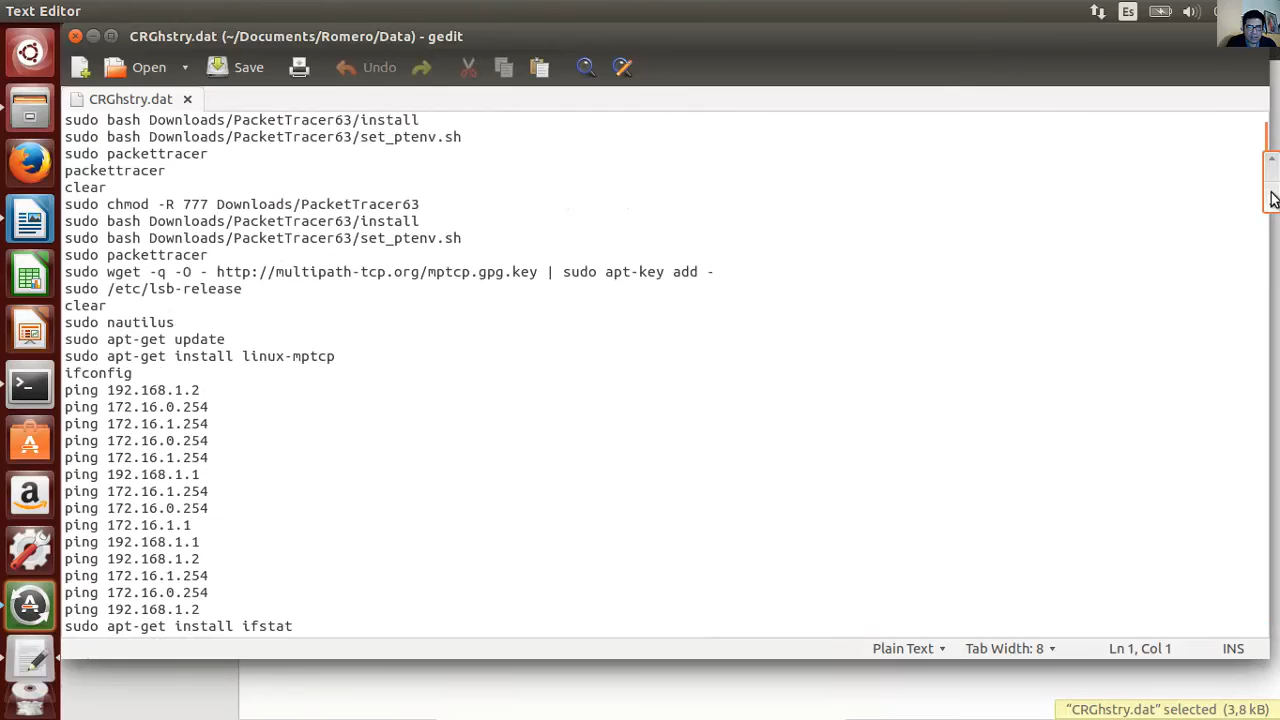 Text Editor
Es
CRGhstry.dat (~/Documents/Romero/Data) - gedit
Open
Save
Undo
CRGhstry.dat
sudo bash Downloads/PacketTracer63/install
sudo bash Downloads/PacketTracer63/set_ptenv.sh
sudo packettracer
packettracer
clear
sudo chmod -R 777 Downloads/PacketTracer63
sudo bash Downloads/PacketTracer63/install
sudo bash Downloads/PacketTracer63/set_ptenv.sh
sudo packettracer
sudo wget -q -O - http://multipath-tcp.org/mptcp.gpg.key | sudo apt-key add -
sudo /etc/lsb-release
clear
sudo nautilus
sudo apt-get update
sudo apt-get install linux-mptcp
ifconfig
ping 192.168.1.2
ping 172.16.0.254
ping 172.16.1.254
ping 172.16.0.254
ping 172.16.1.254
ping 192.168.1.1
ping 172.16.1.254
ping 172.16.0.254
ping 172.16.1.1
ping 192.168.1.1
ping 192.168.1.2
ping 172.16.1.254
ping 172.16.0.254
ping 192.168.1.2
sudo apt-get install ifstat
Plain Text
Tab Width: 8
Ln 1, Col 1
INS
“CRGhstry.dat” selected (3,8 kB)